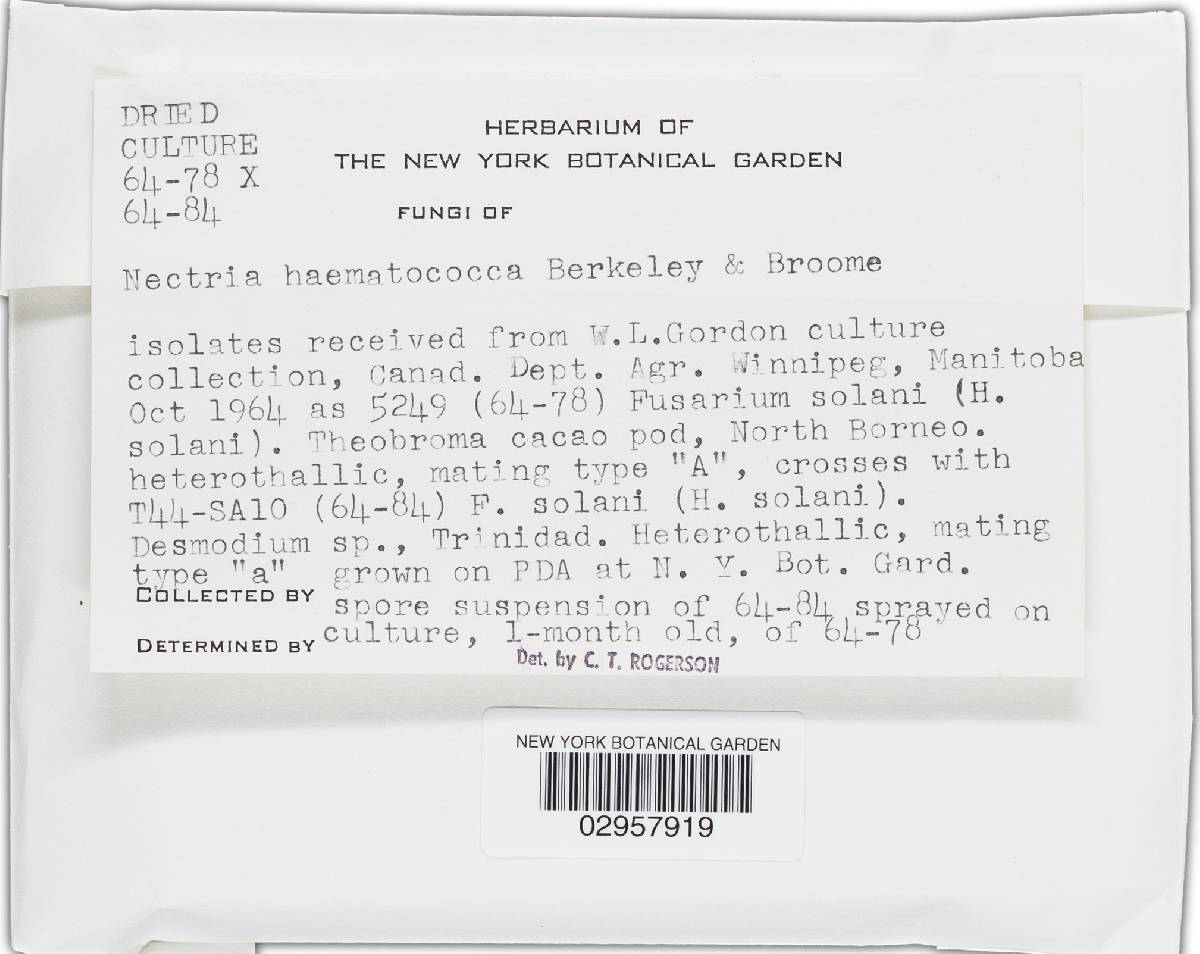 DRIED
CULTURE
64-78 X
64-84
HERBARIUM OF
THE NEW YORK BOTANICAL GARDEN
FUNGI OF
Nectria haematococca Berkeley & Broome
isolates received from W.L.Gordon culture
collection, Canad. Dept. Agr. Winnipeg, Manitoba
Oct 1964 as 5249 (64-78) Fusarium solani (H.
solani). Theobroma cacao pod, North Borneo.
heterothallic, mating type "A", crosses with
T44-SA10 (64-84) F. solani (H. solani).
Desmodium sp., Trinidad. Heterothallic, mating
type "a" grown on PDA at N. Y. Bot. Gard.
COLLECTED BY spore suspension of 64-84 sprayed on
DETERMINED BY culture, 1-month old, of 64-78
Det. by C. T. ROGERSON
NEW YORK BOTANICAL GARDEN
02957919